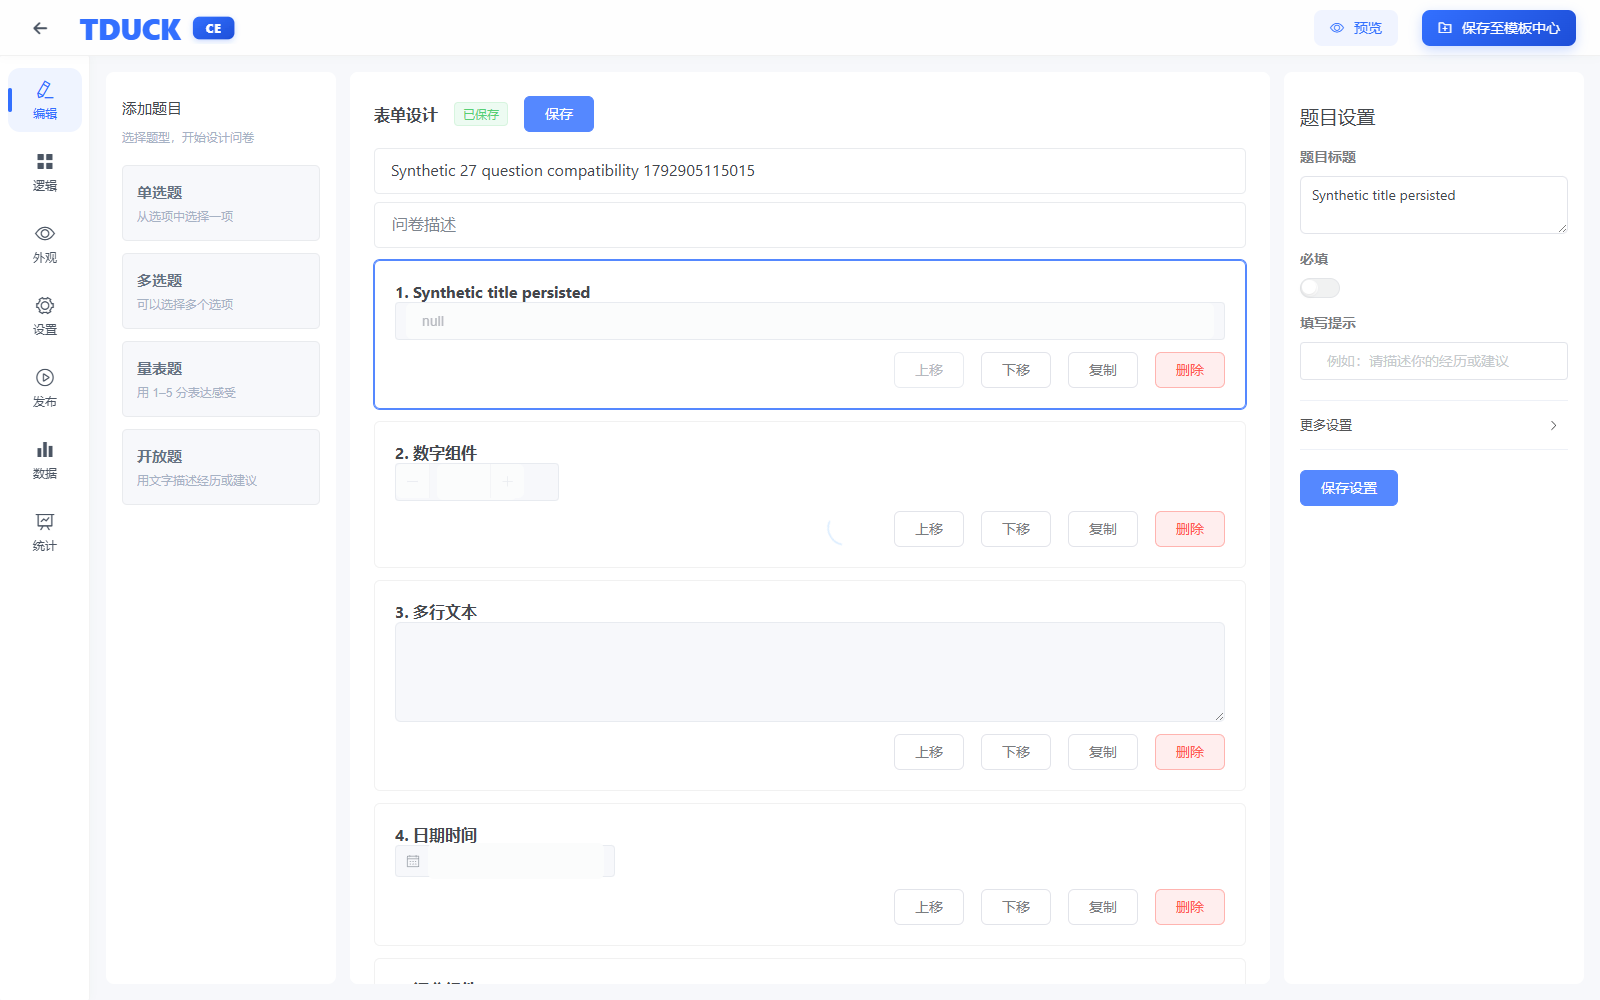 TDUCK CE
预览
保存至模板中心
编辑
逻辑
外观
设置
发布
数据
统计
添加题目
选择题型，开始设计问卷
单选题
从选项中选择一项
多选题
可以选择多个选项
量表题
用 1–5 分表达感受
开放题
用文字描述经历或建议
表单设计 已保存 保存
Synthetic 27 question compatibility 1792905115015
问卷描述
1. Synthetic title persisted
null
上移 下移 复制 删除
2. 数字组件
上移 下移 复制 删除
3. 多行文本
上移 下移 复制 删除
4. 日期时间
上移 下移 复制 删除
题目设置
题目标题
Synthetic title persisted
必填
填写提示
例如：请描述你的经历或建议
更多设置
保存设置